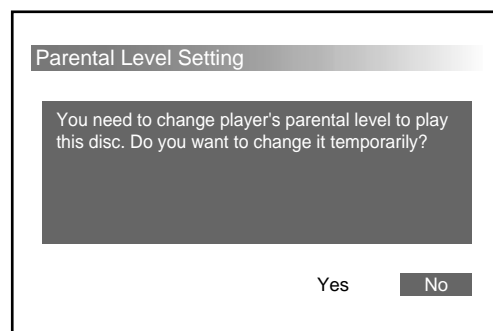 Parental Level Setting
You need to change player's parental level to play
this disc. Do you want to change it temporarily?
Yes No